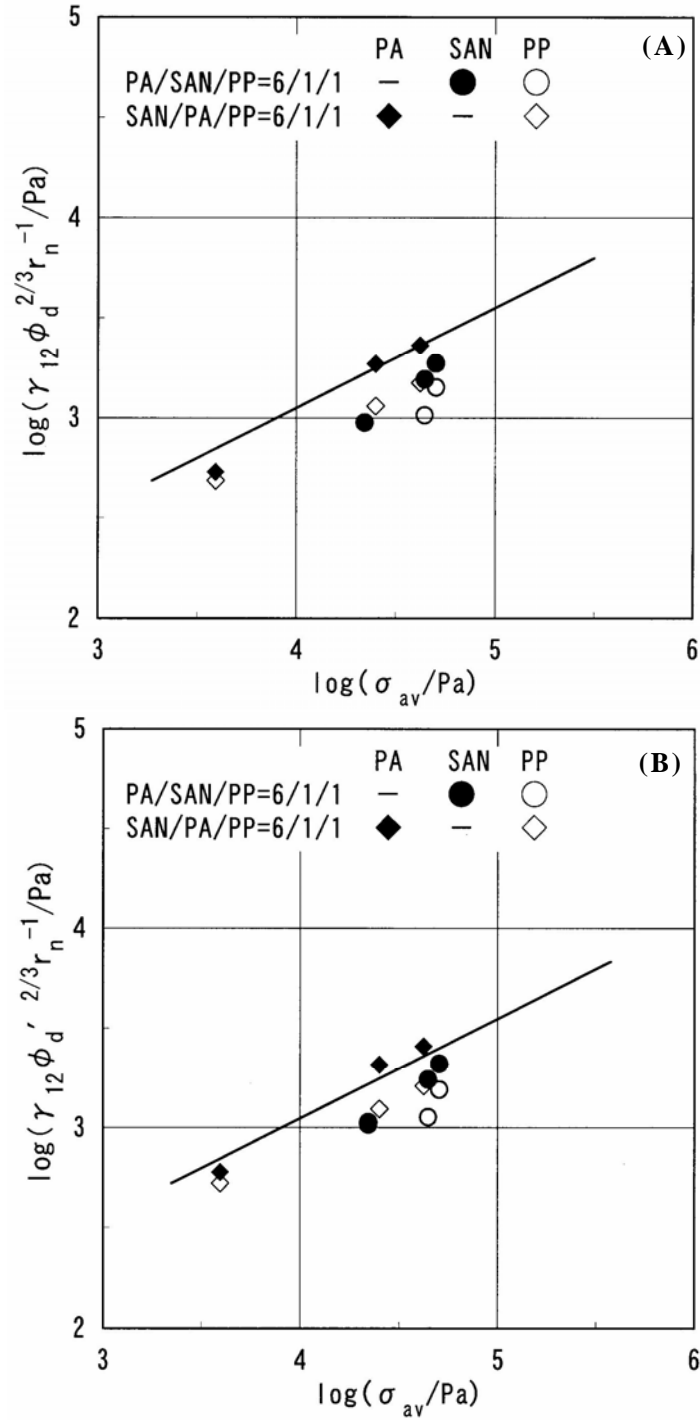 5
PA SAN PP (A)
PA/SAN/PP=6/1/1 –
SAN/PA/PP=6/1/1 –
4
3
2
3 4 5 6
log(σav/Pa)
log(γ12φd^2/3rn^-1/Pa)
5
PA SAN PP (B)
PA/SAN/PP=6/1/1 –
SAN/PA/PP=6/1/1 –
4
3
2
3 4 5 6
log(σav/Pa)
log(γ12φd′^2/3rn^-1/Pa)